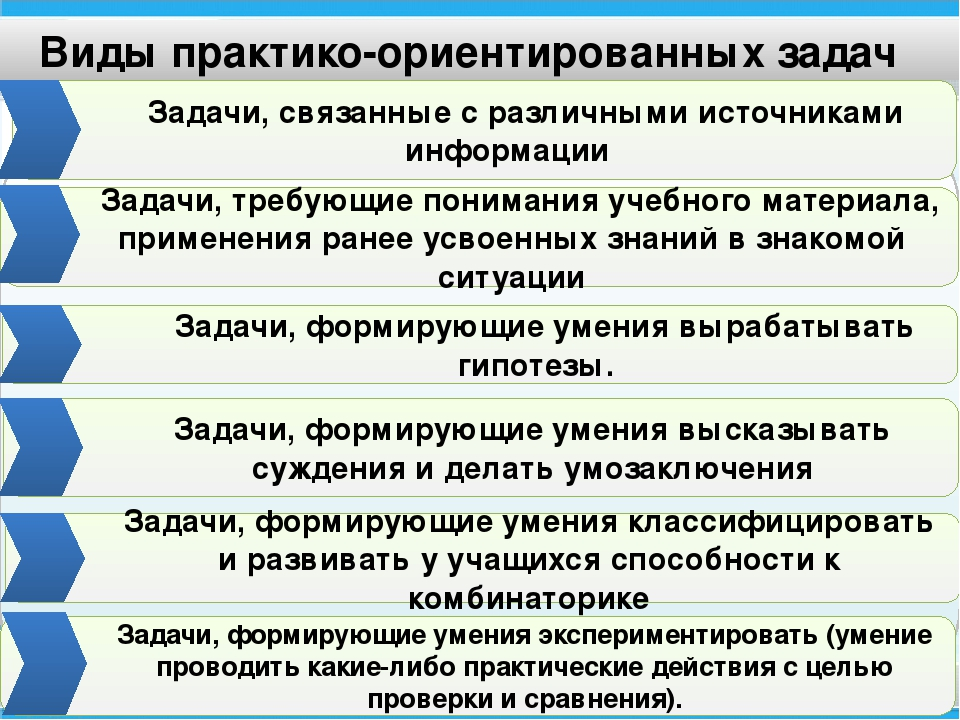 Виды практико-ориентированных задач
Задачи, связанные с различными источниками
информации
Задачи, требующие понимания учебного материала,
применения ранее усвоенных знаний в знакомой
ситуации
Задачи, формирующие умения вырабатывать
гипотезы.
Задачи, формирующие умения высказывать
суждения и делать умозаключения
Задачи, формирующие умения классифицировать
и развивать у учащихся способности к
комбинаторике
Задачи, формирующие умения экспериментировать (умение
проводить какие-либо практические действия с целью
проверки и сравнения).